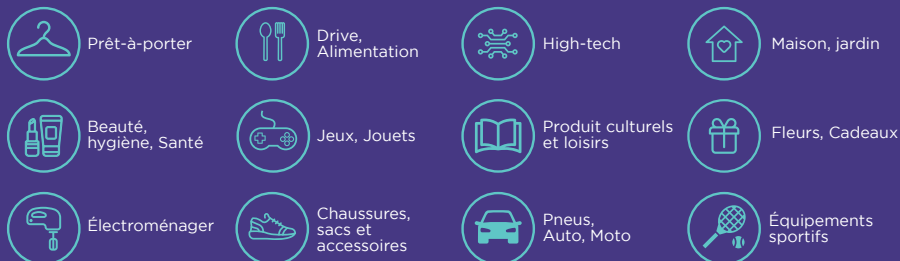 Prêt-à-porter
Drive,
Alimentation
High-tech
Maison, jardin
Beauté,
hygiène, Santé
Jeux, Jouets
Produit culturels
et loisirs
Fleurs, Cadeaux
Électroménager
Chaussures,
sacs et
accessoires
Pneus,
Auto, Moto
Équipements
sportifs